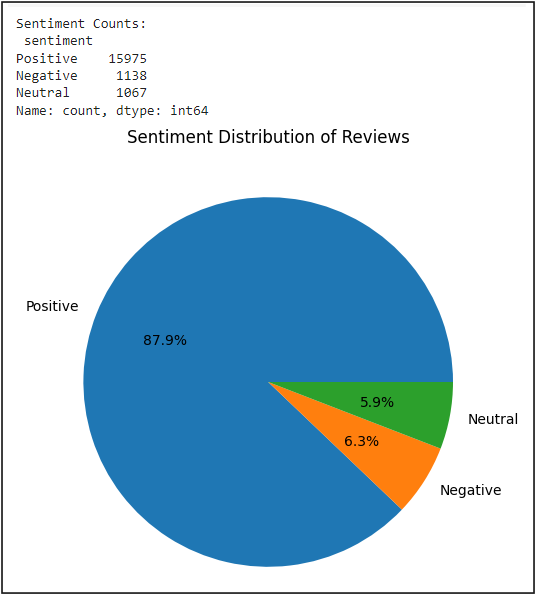 Sentiment Counts:
sentiment
Positive 15975
Negative 1138
Neutral 1067
Name: count, dtype: int64
Sentiment Distribution of Reviews
Positive
87.9%
5.9%
Neutral
6.3%
Negative